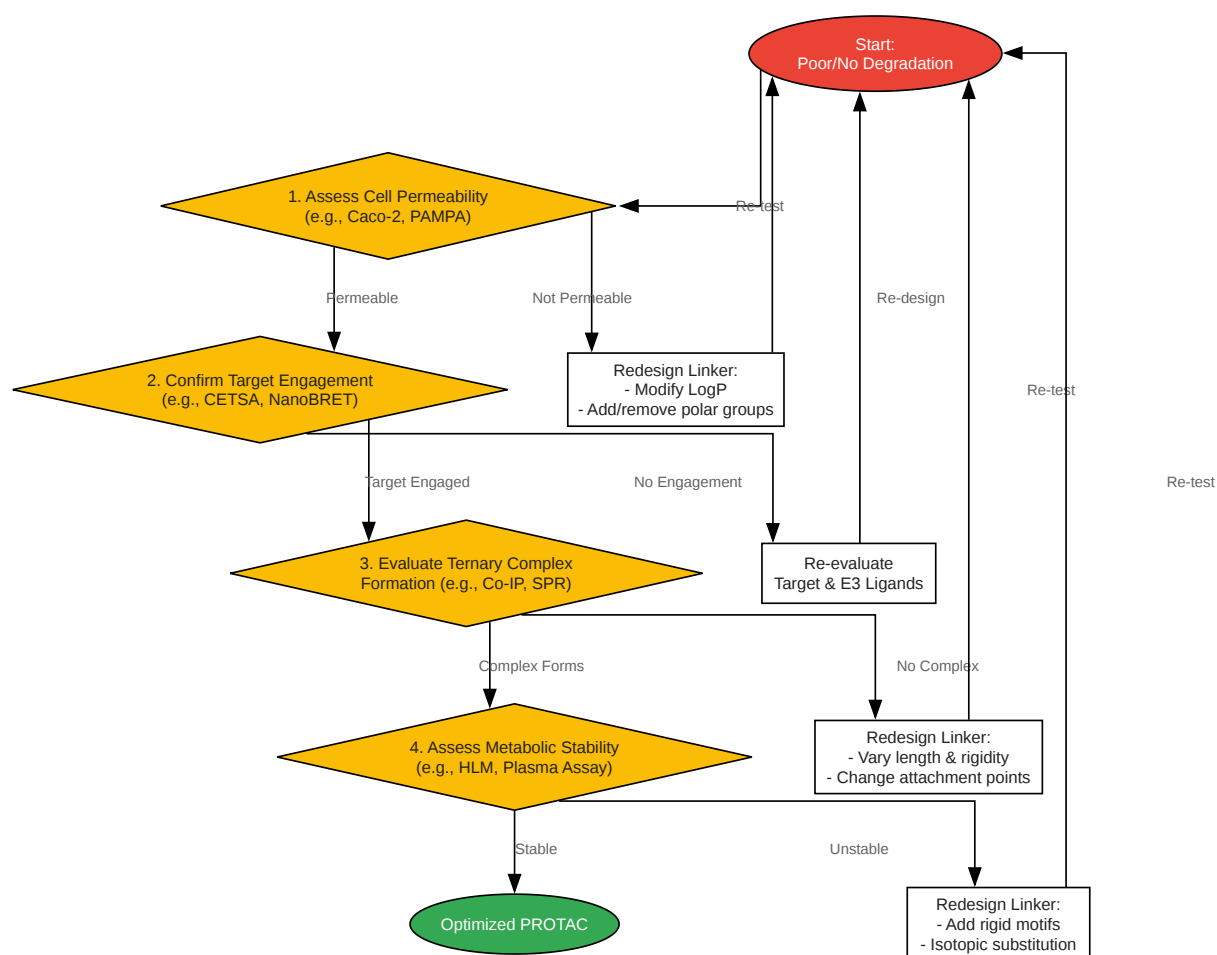 Start:
Poor/No Degradation
1. Assess Cell Permeability
(e.g., Caco-2, PAMPA)
Re-test
Permeable
Not Permeable
Re-design
2. Confirm Target Engagement
(e.g., CETSA, NanoBRET)
Redesign Linker:
- Modify LogP
- Add/remove polar groups
Re-test
Target Engaged
No Engagement
Re-test
3. Evaluate Ternary Complex
Formation (e.g., Co-IP, SPR)
Re-evaluate
Target & E3 Ligands
Complex Forms
No Complex
4. Assess Metabolic Stability
(e.g., HLM, Plasma Assay)
Redesign Linker:
- Vary length & rigidity
- Change attachment points
Stable
Unstable
Optimized PROTAC
Redesign Linker:
- Add rigid motifs
- Isotopic substitution